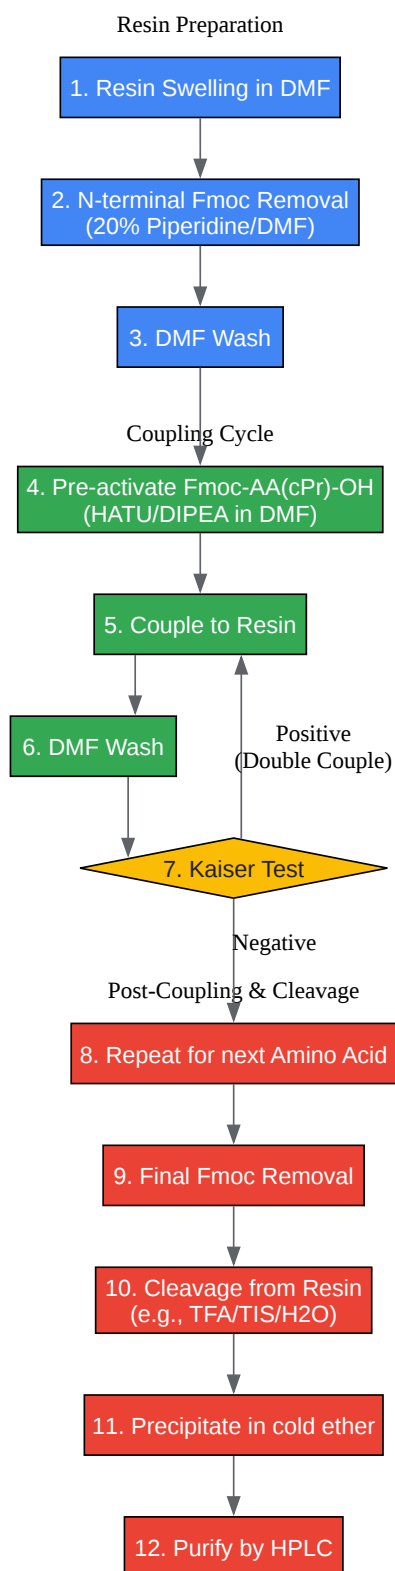 Resin Preparation
1. Resin Swelling in DMF
2. N-terminal Fmoc Removal
(20% Piperidine/DMF)
3. DMF Wash
Coupling Cycle
4. Pre-activate Fmoc-AA(cPr)-OH
(HATU/DIPEA in DMF)
5. Couple to Resin
6. DMF Wash
Positive
(Double Couple)
7. Kaiser Test
Negative
Post-Coupling & Cleavage
8. Repeat for next Amino Acid
9. Final Fmoc Removal
10. Cleavage from Resin
(e.g., TFA/TIS/H2O)
11. Precipitate in cold ether
12. Purify by HPLC